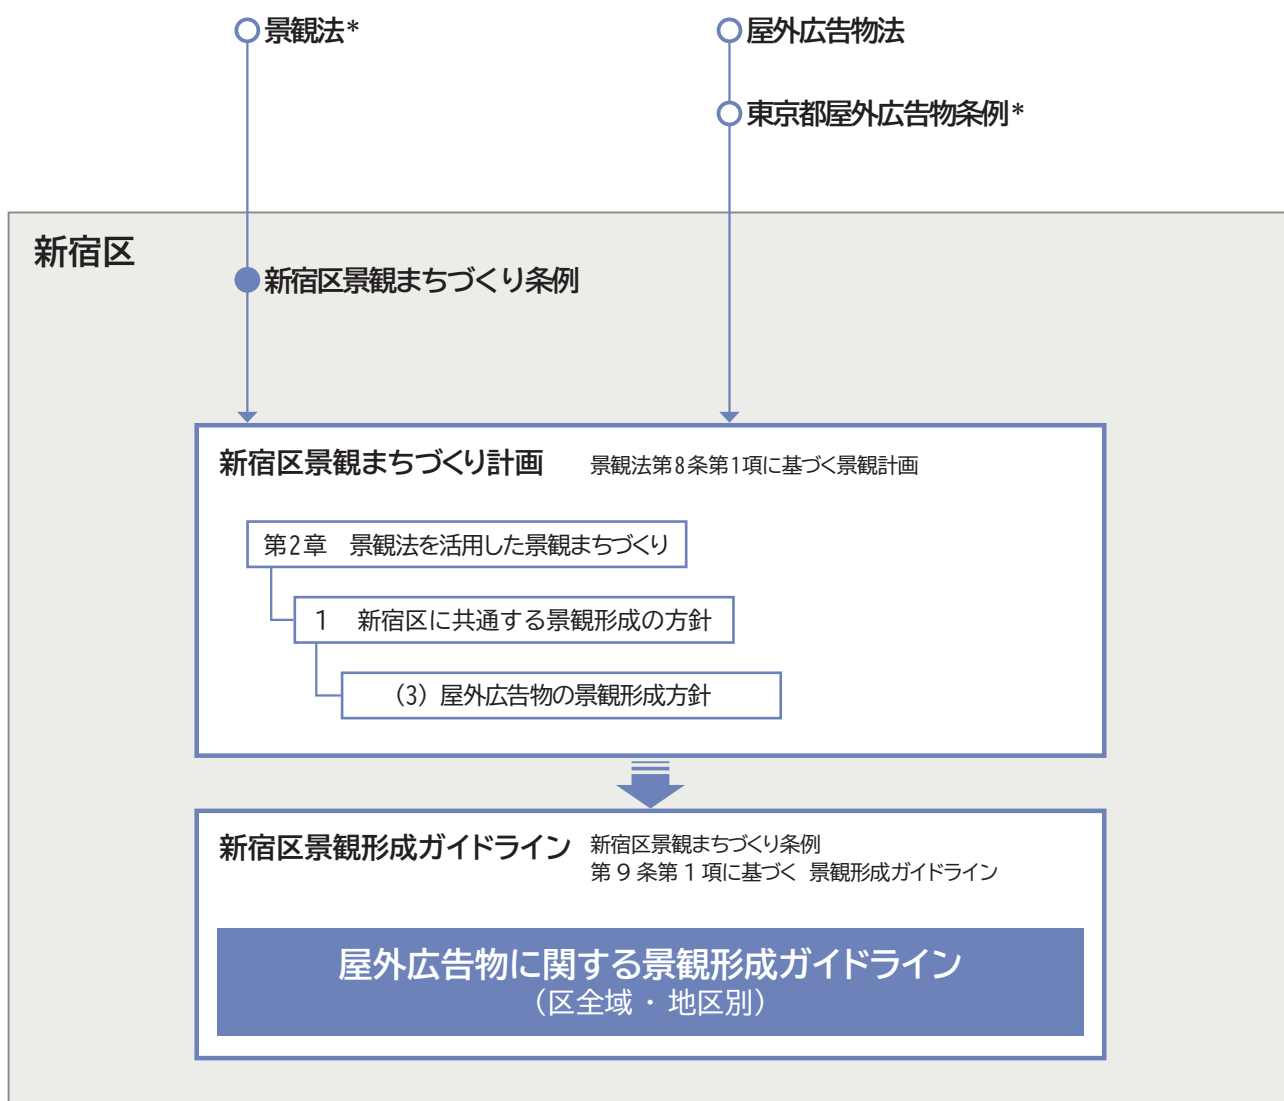 景観法*
屋外広告物法
東京都屋外広告物条例*
新宿区
新宿区景観まちづくり条例
新宿区景観まちづくり計画 景観法第8条第1項に基づく景観計画
第2章 景観法を活用した景観まちづくり
1 新宿区に共通する景観形成の方針
(3) 屋外広告物の景観形成方針
新宿区景観形成ガイドライン 新宿区景観まちづくり条例
第9条第1項に基づく 景観形成ガイドライン
屋外広告物に関する景観形成ガイドライン
(区全域・地区別)